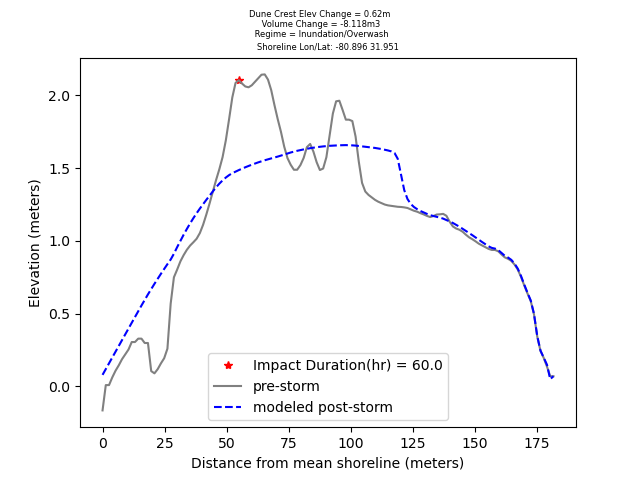 Dune Crest Elev Change = 0.62m
Volume Change = -8.118m3
Regime = Inundation/Overwash
Shoreline Lon/Lat: -80.896 31.951
2.0
1.5
1.0
0.5
0.0
Elevation (meters)
Impact Duration(hr) = 60.0
pre-storm
modeled post-storm
0 25 50 75 100 125 150 175
Distance from mean shoreline (meters)